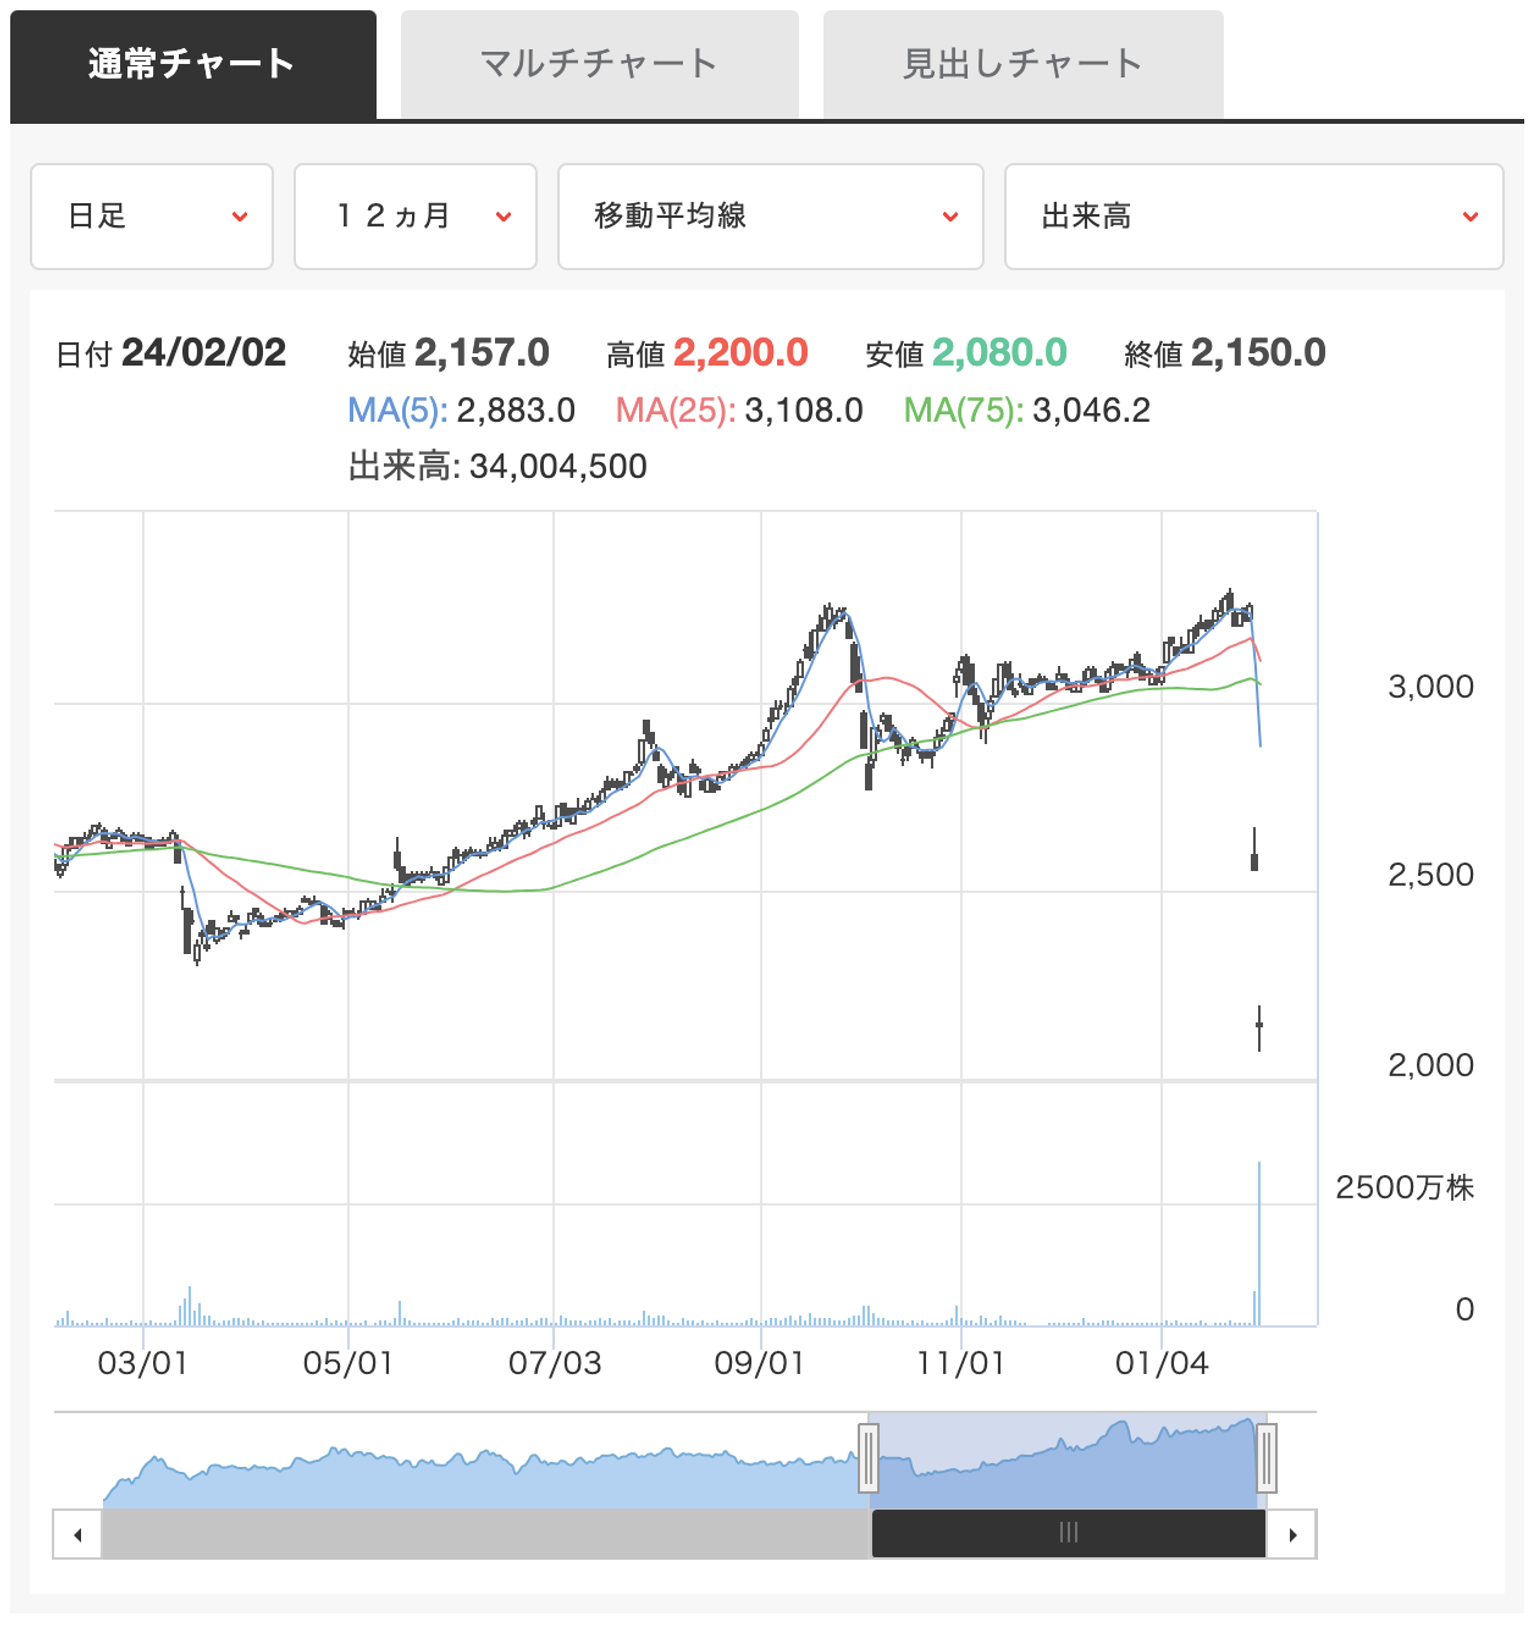 通常チャート マルチチャート 見出しチャート
日足 １２ヵ月 移動平均線 出来高
日付 24/02/02 始値 2,157.0 高値 2,200.0 安値 2,080.0 終値 2,150.0
MA(5): 2,883.0 MA(25): 3,108.0 MA(75): 3,046.2
出来高: 34,004,500
3,000
2,500
2,000
2500万株
0
03/01 05/01 07/03 09/01 11/01 01/04